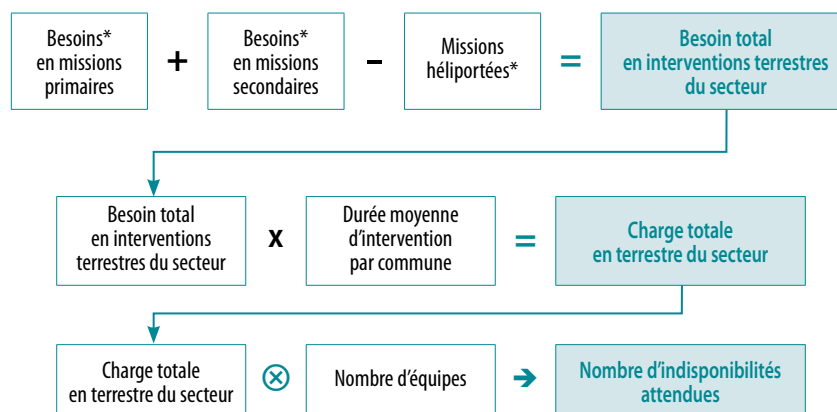 Besoins*
en missions
primaires
+
Besoins*
en missions
secondaires
–
Missions
héliportées*
=
Besoin total
en interventions terrestres
du secteur
Besoin total
en interventions
terrestres du secteur
x
Durée moyenne
d'intervention
par commune
=
Charge totale
en terrestre du secteur
Charge totale
en terrestre du secteur
⊗
Nombre d'équipes
➔
Nombre d'indisponibilités
attendues